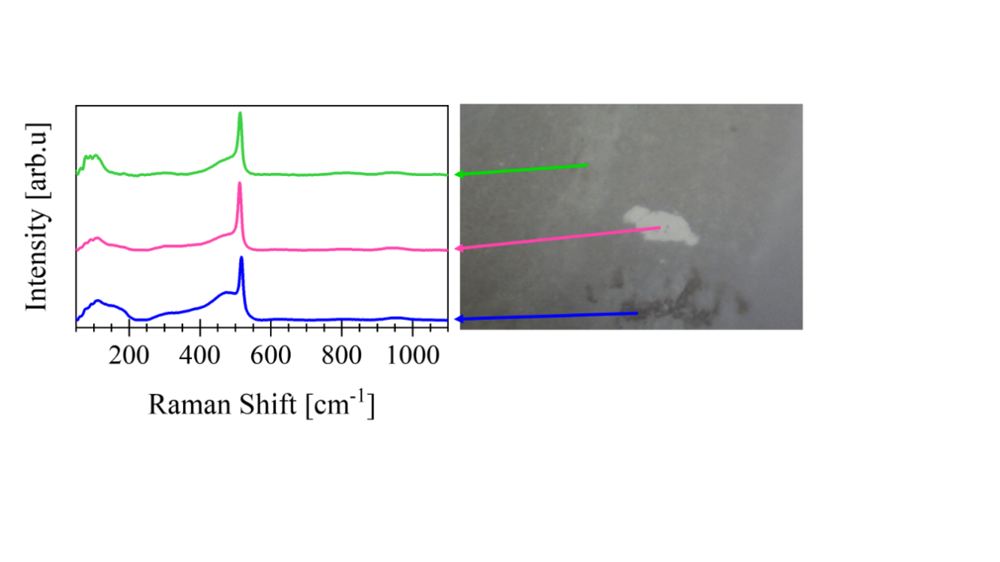 Intensity [arb.u]
200 400 600 800 1000
Raman Shift [cm-1]